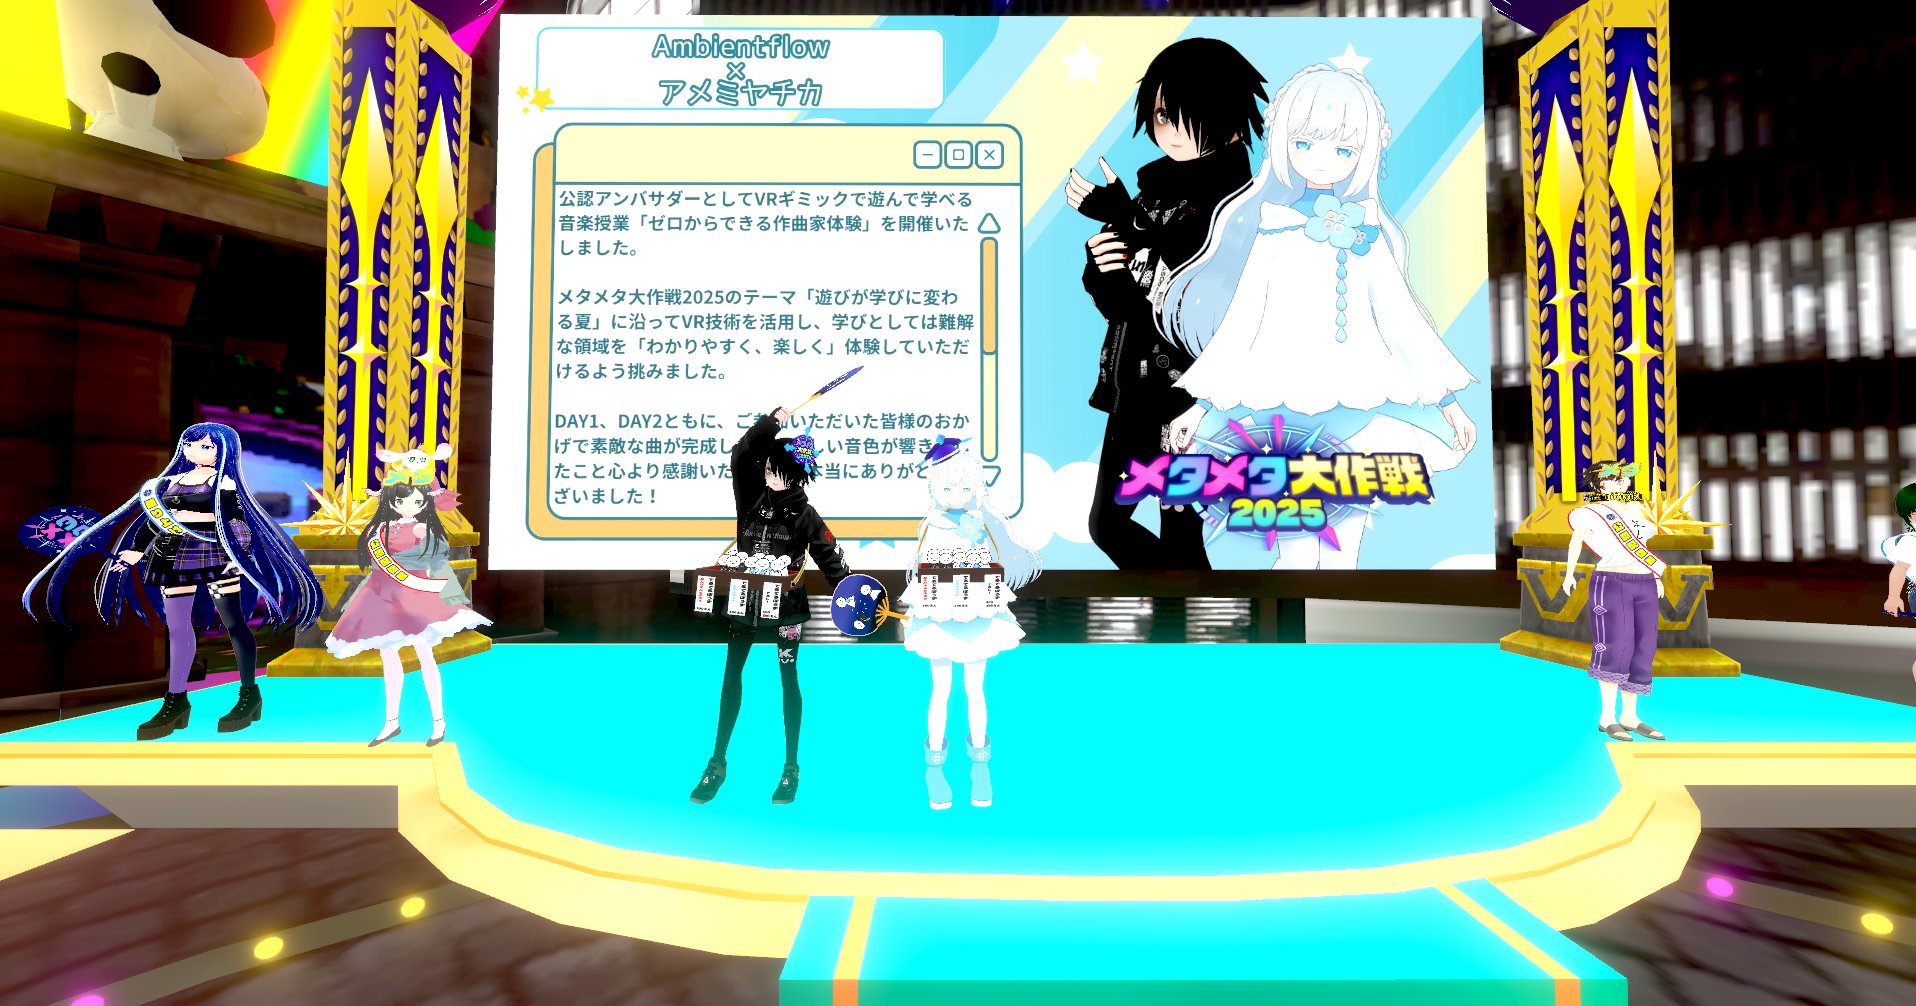 Ambientflow
×
アメミヤチカ
公認アンバサダーとしてVRギミックで遊んで学べる
音楽授業「ゼロからできる作曲家体験」を開催いた
しました。
メタメタ大作戦2025のテーマ「遊びが学びに変わ
る夏」に沿ってVR技術を活用し、学びとしては難解
な領域を「わかりやすく、楽しく」体験していただ
けるよう挑みました。
DAY1、DAY2ともに、ご いただいた皆様のおか
げで素敵な曲が完成し い音色が響き
たこと心より感謝いた 本当にありがと
ざいました！
メタメタ大作戦
2025